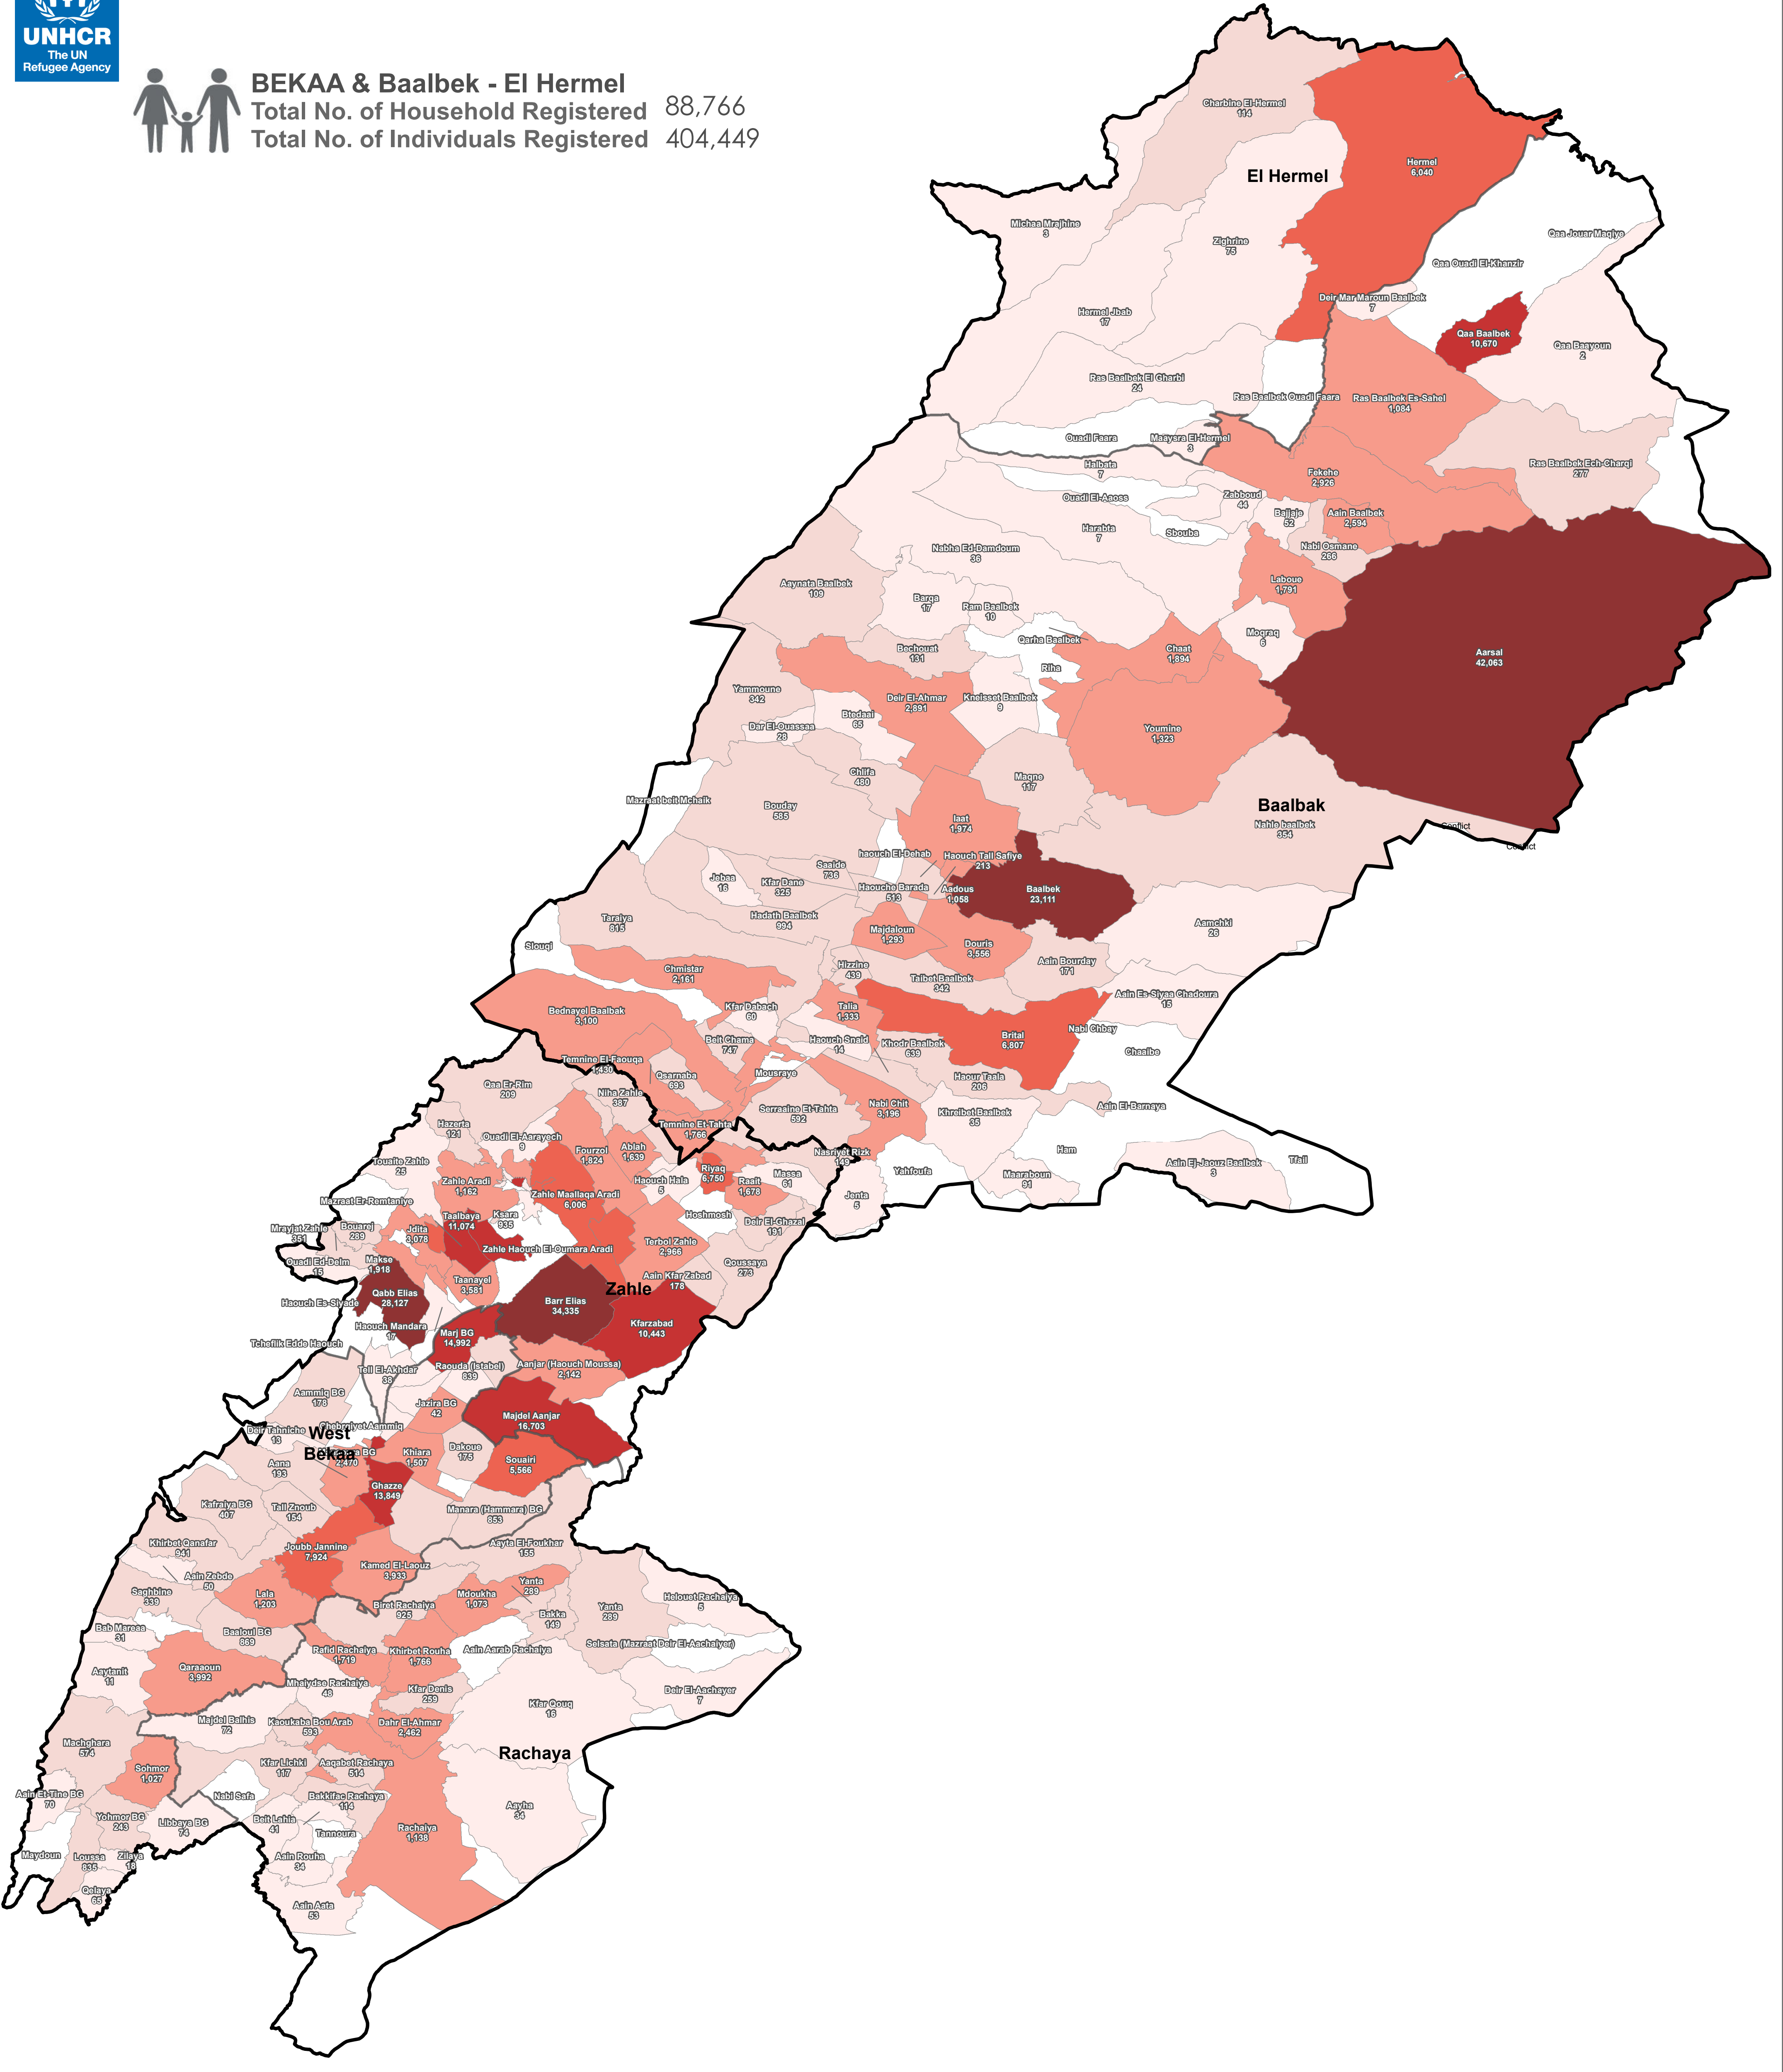 UNHCR
The UN
Refugee Agency
BEKAA & Baalbek - El Hermel
Total No. of Household Registered 88,766
Total No. of Individuals Registered 404,449
Charbine El-Hermel
114
Hermel
6,040
El Hermel
Michaa Mrajhine
3
Zighrine
75
Qaa Jouar Maqiye
Qaa Ouadi El-Khanzir
Deir Mar Maroun Baalbek
7
Hermel Jbab
17
Qaa Baalbek
10,670
Qaa Baayoun
2
Ras Baalbek El Gharbi
24
Ras Baalbek Ouadi Faara
Ras Baalbek Es-Sahel
1,084
Ouadi Faara
Maayera El-Hermel
3
Halbata
7
Fekehe
2,926
Ras Baalbek Ech-Charqi
277
Ouadi El-Aaoss
Zabboud
44
Bajjaje
52
Aain Baalbek
2,594
Harabta
7
Sbouba
Nabi Osmane
266
Nabha Ed-Damdoum
36
Aaynata Baalbek
109
Laboue
1,791
Barqa
17
Ram Baalbek
10
Moqraq
6
Qarha Baalbek
Bechouat
131
Chaat
1,894
Aarsal
42,063
Riha
Yammoune
342
Deir El-Ahmar
2,891
Kneisset Baalbek
9
Btedaai
65
Dar El-Ouassaa
28
Youmine
1,323
Chlifa
480
Maqne
117
Mazraat beit Mchaik
Bouday
585
Baalbak
Iaat
1,974
Nahle baalbek
354
Conflict
Conflict
haouch El-Dehab
Haouch Tall Safiye
213
Saaide
736
Jebaa
16
Kfar Dane
325
Haouche Barada
513
Aadous
1,058
Baalbek
23,111
Hadath Baalbek
994
Taraiya
815
Aamchki
26
Majdaloun
1,293
Slouqi
Douris
3,556
Chmistar
2,161
Hizzine
439
Aain Bourday
171
Taibet Baalbek
342
Aain Es-Siyaa Chadoura
15
Bednayel Baalbak
3,100
Kfar Dabach
60
Talia
1,333
Nabi Chbay
Brital
6,807
Beit Chama
747
Haouch Snaid
14
Khodr Baalbek
639
Chaaibe
Temnine El-Faouqa
1,430
Qsarnaba
693
Mousraye
Haour Taala
206
Qaa Er-Rim
209
Niha Zahle
387
Serraaine Et-Tahta
592
Nabi Chit
3,196
Khreibet Baalbek
35
Aain El-Barnaya
Hazerta
121
Temnine Et-Tahta
1,766
Ouadi El-Aarayech
9
Fourzol
1,824
Ablah
1,639
Nasriyet Rizk
149
Ham
Touaite Zahle
25
Riyaq
6,750
Massa
61
Yahfoufa
Maaraboun
91
Aain Ej-Jaouz Baalbek
3
Tfail
Zahle Aradi
1,162
Haouch Hala
5
Raait
1,678
Zahle Maallaqa Aradi
6,006
Jenta
5
Mazraat Er-Remtaniye
Taalbaya
11,074
Ksara
935
Hoshmosh
Deir El-Ghazal
191
Mrayjat Zahle
351
Bouarej
289
Jdita
3,078
Zahle Haouch El-Oumara Aradi
Terbol Zahle
2,966
Ouadi Ed-Delm
15
Makse
1,918
Qoussaya
273
Taanayel
3,581
Aain Kfar Zabad
178
Zahle
Qabb Elias
28,127
Barr Elias
34,335
Haouch Es-Siyade
Haouch Mandara
17
Marj BG
14,992
Kfarzabad
10,443
Tcheflik Edde Haouch
Tell El-Akhdar
38
Raouda (Istabel)
839
Aanjar (Haouch Moussa)
2,142
Aammiq BG
178
Jazira BG
42
Majdel Aanjar
16,703
Deir Tahniche
13
Chebrqiyet Aammiq
West
Bekaa
BG
2,470
Khiara
1,507
Dakoue
175
Souairi
5,566
Aana
193
Ghazze
13,849
Kafraiya BG
407
Tall Znoub
154
Manara (Hammara) BG
853
Khirbet Qanafar
941
Joubb Jannine
7,924
Aayta El-Foukhar
155
Kamed El-Laouz
3,933
Aain Zebde
50
Saghbine
339
Lala
1,203
Mdoukha
1,073
Yanta
289
Biret Rachaiya
925
Bakka
149
Yanta
289
Helouet Rachaiya
5
Bab Mareaa
31
Baaloul BG
869
Selsata (Mazraat Deir El-Aachaiyer)
Rafid Rachaiya
1,719
Khirbet Rouha
1,766
Aain Aarab Rachaiya
Aaytanit
11
Qaraaoun
3,992
Mhaiydse Rachaiya
48
Kfar Denis
259
Deir El-Aachayer
7
Kfar Qouq
16
Majdel Balhis
72
Kaoukaba Bou Arab
593
Dahr El-Ahmar
2,462
Machghara
574
Rachaya
Sohmor
1,027
Kfar Lichki
117
Aaqabet Rachaya
514
Aain Et-Tine BG
70
Nabi Safa
Bakkifac Rachaya
114
Aayha
34
Yohmor BG
243
Libbaya BG
74
Beit Lahia
41
Tannoura
Rachaiya
1,138
Maydoun
Loussa
835
Zilaya
18
Aain Rouha
34
Qelaya
65
Aain Aata
53